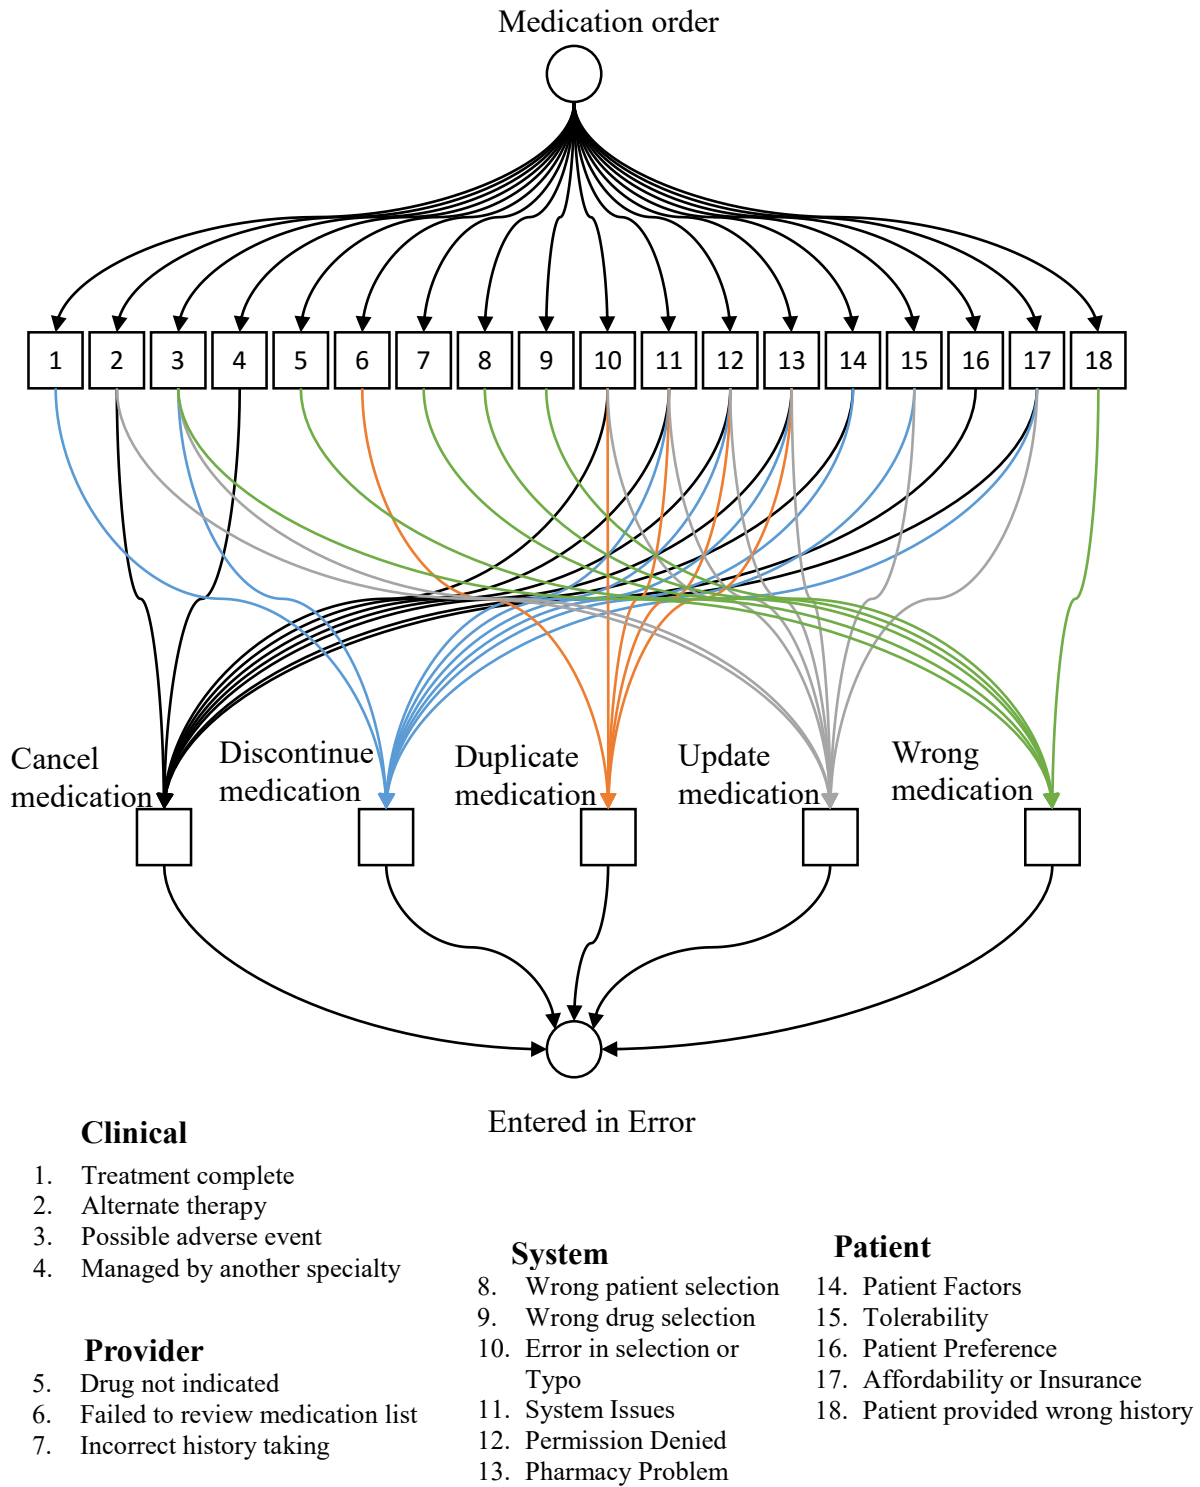 Medication order
1 2 3 4 5 6 7 8 9 10 11 12 13 14 15 16 17 18
Cancel
medication
Discontinue
medication
Duplicate
medication
Update
medication
Wrong
medication
Entered in Error
Clinical
1. Treatment complete
2. Alternate therapy
3. Possible adverse event
4. Managed by another specialty
Provider
5. Drug not indicated
6. Failed to review medication list
7. Incorrect history taking
System
8. Wrong patient selection
9. Wrong drug selection
10. Error in selection or
Typo
11. System Issues
12. Permission Denied
13. Pharmacy Problem
Patient
14. Patient Factors
15. Tolerability
16. Patient Preference
17. Affordability or Insurance
18. Patient provided wrong history